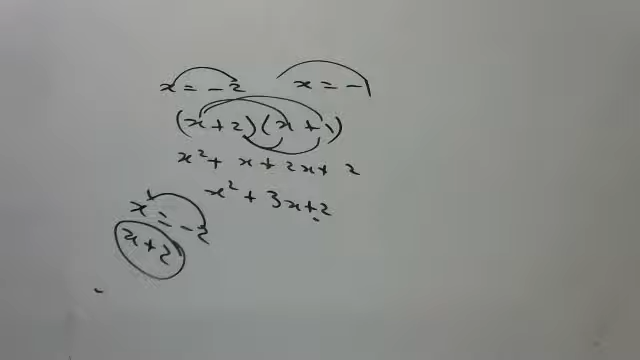 x = -2 x = -1
(x+2)(x+1)
x² + x + 2x + 2
x² + 3x + 2
x = -2
x+2